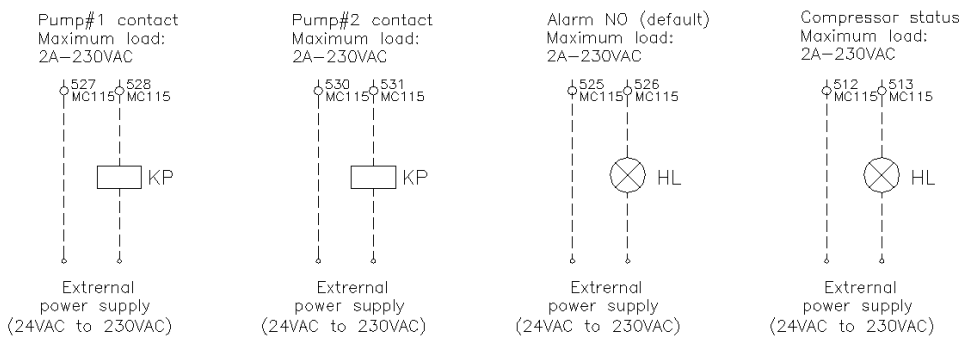 Pump#1 contact
Maximum load:
2A-230VAC
527 528
MC115 MC115
KP
Extrernal
power supply
(24VAC to 230VAC)
Pump#2 contact
Maximum load:
2A-230VAC
530 531
MC115 MC115
KP
Extrernal
power supply
(24VAC to 230VAC)
Alarm NO (default)
Maximum load:
2A-230VAC
525 526
MC115 MC115
HL
Extrernal
power supply
(24VAC to 230VAC)
Compressor status
Maximum load:
2A-230VAC
512 513
MC115 MC115
HL
Extrernal
power supply
(24VAC to 230VAC)